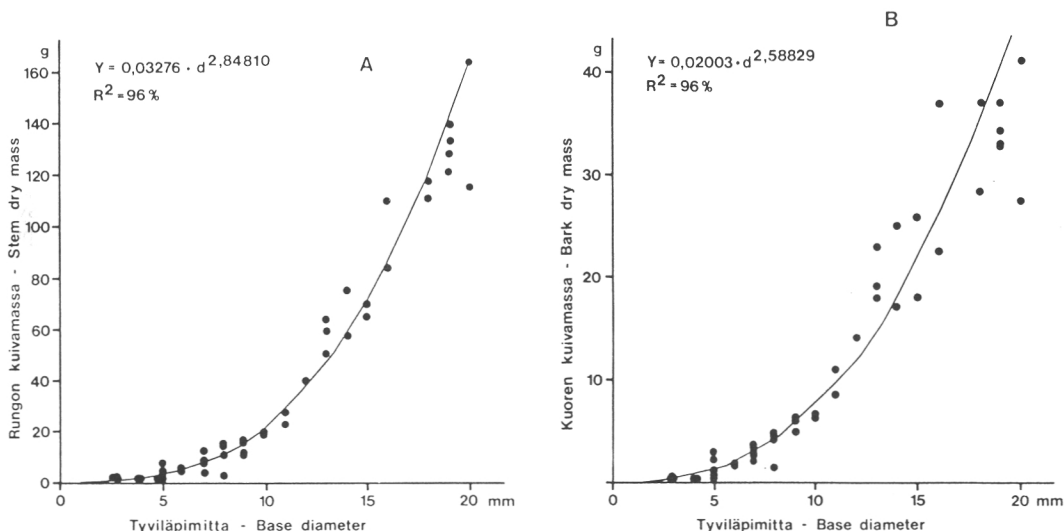 A
g
Y = 0,03276 · d^2,84810
R^2 = 96 %
160
140
120
100
80
60
40
20
0
0 5 10 15 20 mm
Rungon kuivamassa - Stem dry mass
Tyviläpimitta - Base diameter
B
g
Y = 0,02003 · d^2,58829
R^2 = 96 %
40
30
20
10
0 5 10 15 20 mm
Kuoren kuivamassa - Bark dry mass
Tyviläpimitta - Base diameter